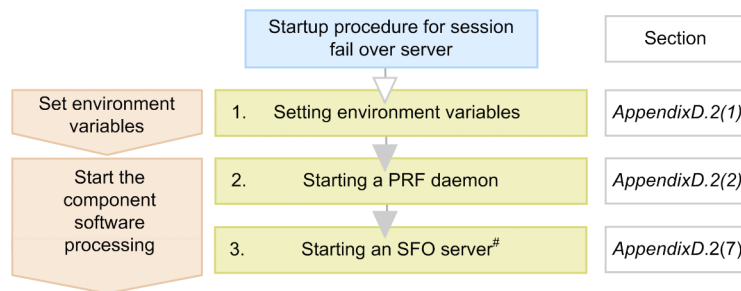 Startup procedure for session
fail over server
Section
Set environment
variables
1. Setting environment variables
AppendixD.2(1)
Start the
component
software
processing
2. Starting a PRF daemon
AppendixD.2(2)
3. Starting an SFO server#
AppendixD.2(7)